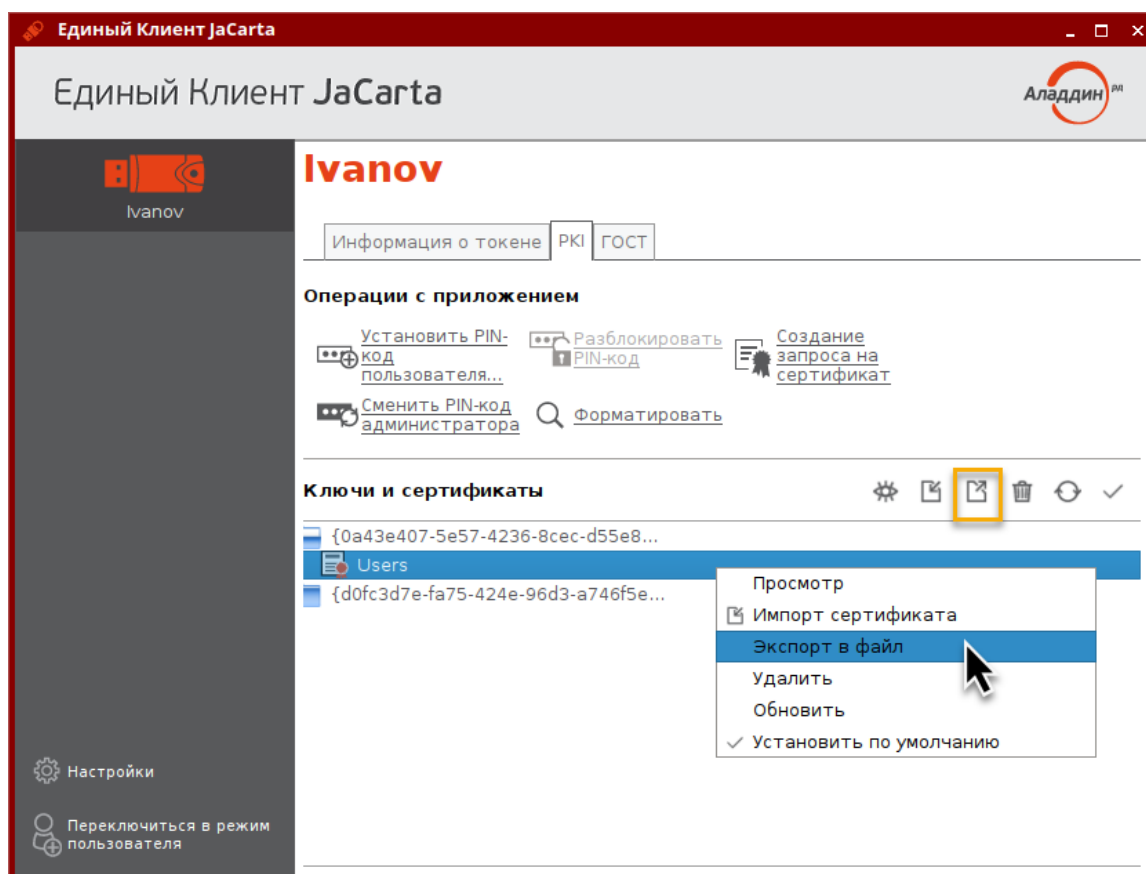 Единый Клиент JaCarta
Единый Клиент JaCarta
Аладдин РД
Ivanov
Ivanov
Информация о токене PKI ГОСТ
Операции с приложением
Установить PIN-
код
пользователя...
Разблокировать
PIN-код
Создание
запроса на
сертификат
Сменить PIN-код
администратора
Форматировать
Ключи и сертификаты
{0a43e407-5e57-4236-8cec-d55e8...
Users
{d0fc3d7e-fa75-424e-96d3-a746f5e...
Просмотр
Импорт сертификата
Экспорт в файл
Удалить
Обновить
Установить по умолчанию
Настройки
Переключиться в режим
пользователя